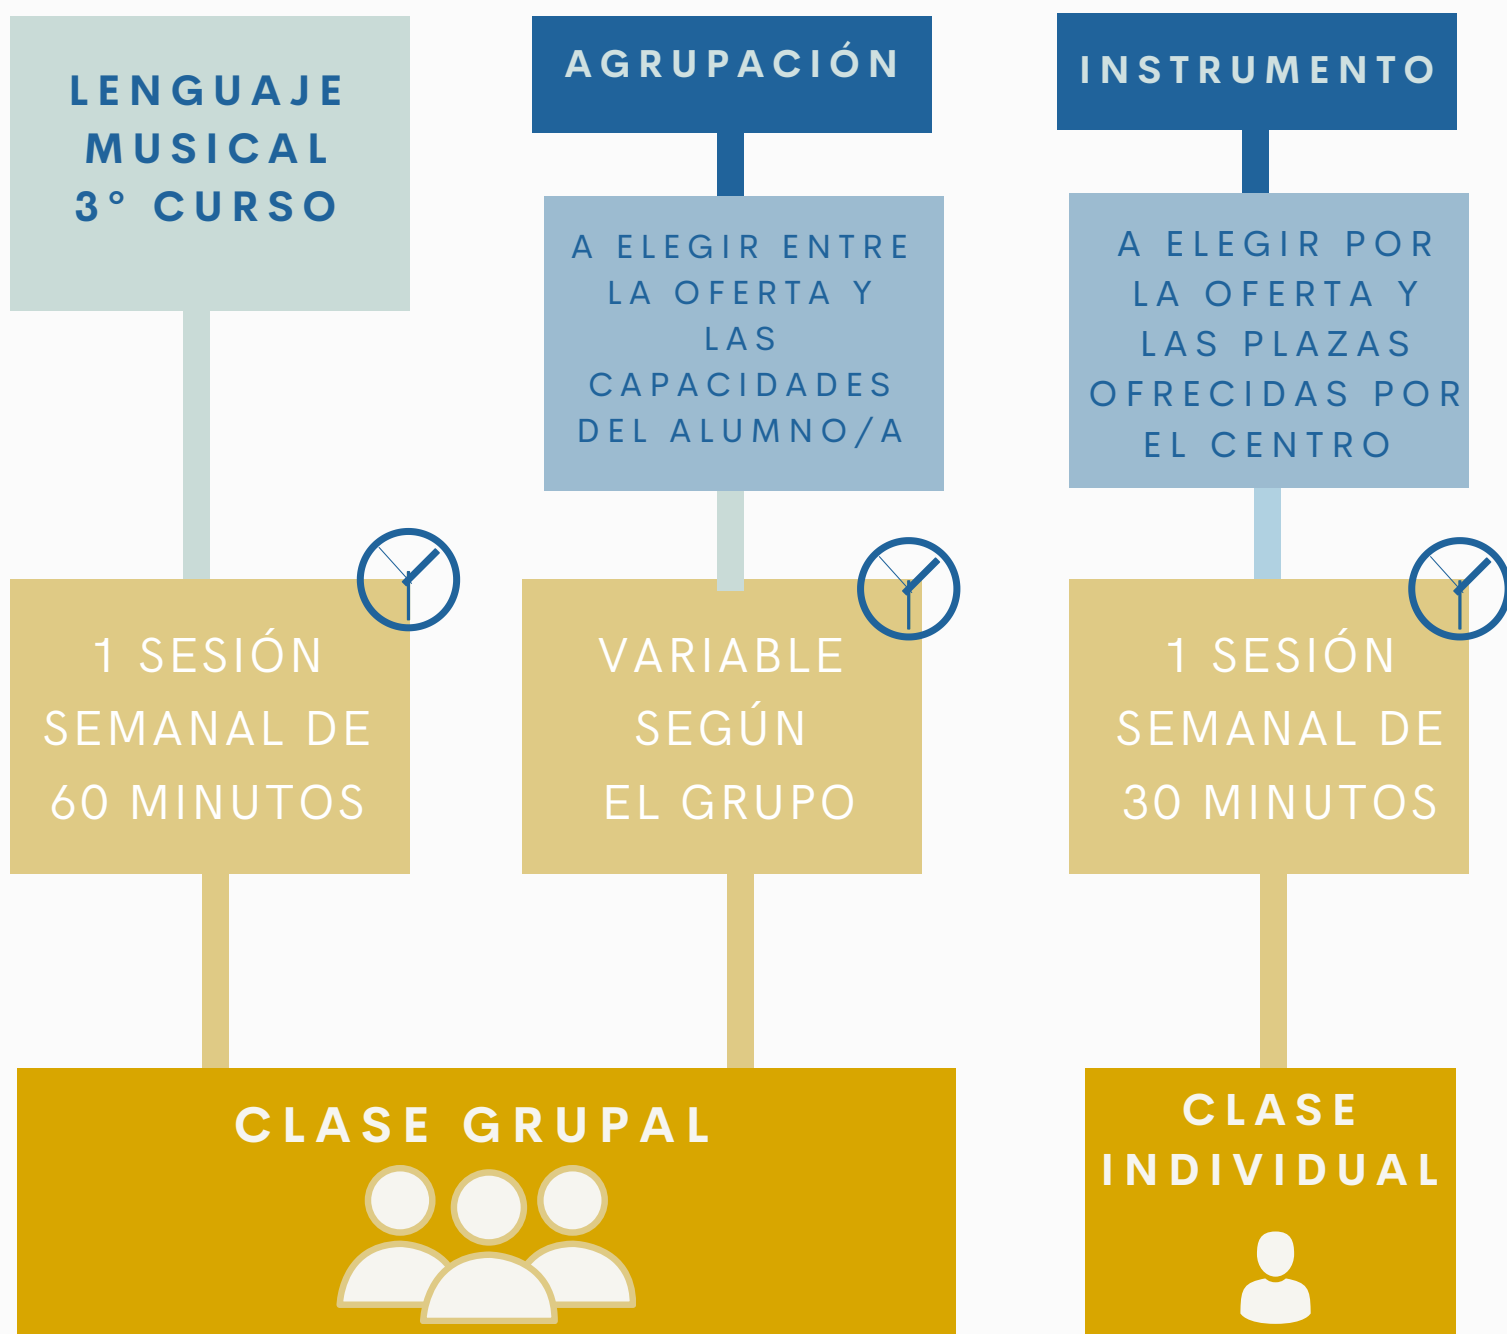 LENGUAJE
MUSICAL
3° CURSO
AGRUPACIÓN
A ELEGIR ENTRE
LA OFERTA Y
LAS
CAPACIDADES
DEL ALUMNO/A
INSTRUMENTO
A ELEGIR POR
LA OFERTA Y
LAS PLAZAS
OFRECIDAS POR
EL CENTRO
1 SESIÓN
SEMANAL DE
60 MINUTOS
VARIABLE
SEGÚN
EL GRUPO
1 SESIÓN
SEMANAL DE
30 MINUTOS
CLASE GRUPAL
CLASE
INDIVIDUAL